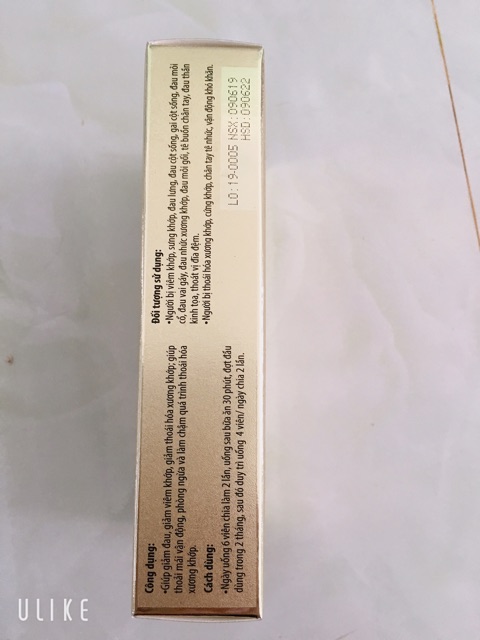 Công dụng:
•Giúp giảm đau, giảm viêm khớp, giảm thoái hóa xương khớp; giúp
thoải mái vận động, phòng ngừa và làm chậm quá trình thoái hóa
xương khớp.
Cách dùng:
•Ngày uống 6 viên chia làm 2 lần, uống sau bữa ăn 30 phút, đợt đầu
dùng trong 2 tháng, sau đó duy trì uống 4 viên/ ngày chia 2 lần.
Đối tượng sử dụng:
•Người bị viêm khớp, sưng khớp, đau lưng, đau cột sống, gai cột sống, đau mỏi
cổ, đau vai gáy, đau nhức xương khớp, đau mỏi gối, tê buồn chân tay, đau thần
kinh tọa, thoát vị đĩa đệm.
•Người bị thoái hóa xương khớp, cứng khớp, chân tay tê nhức, vận động khó khăn.
LO:19-0005 NSX:090619
HSD:090622
ULIKE